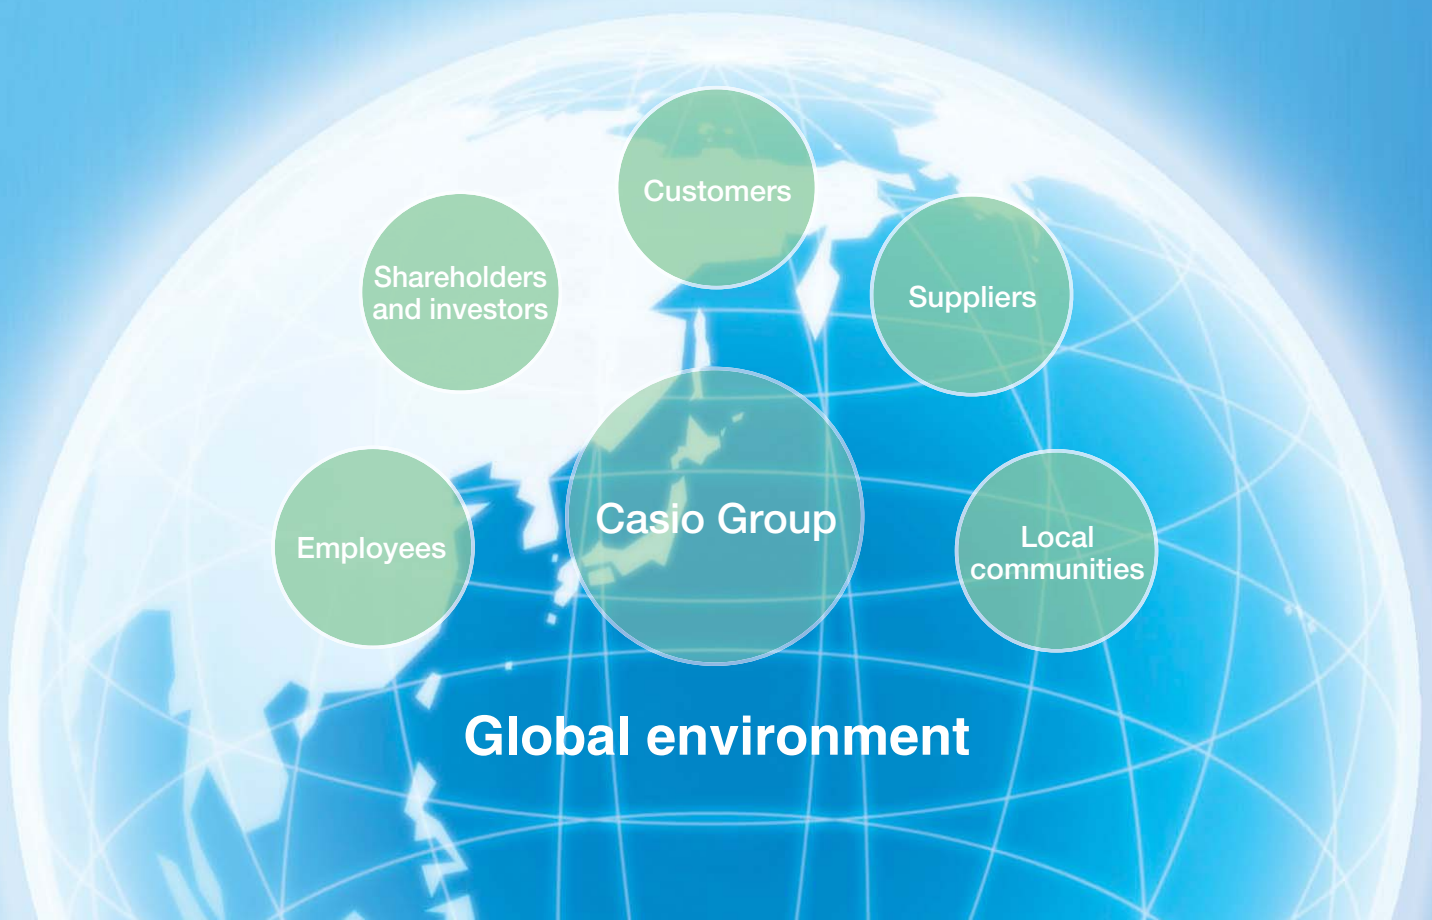 Customers
Shareholders
and investors
Suppliers
Employees
Casio Group
Local
communities
Global environment